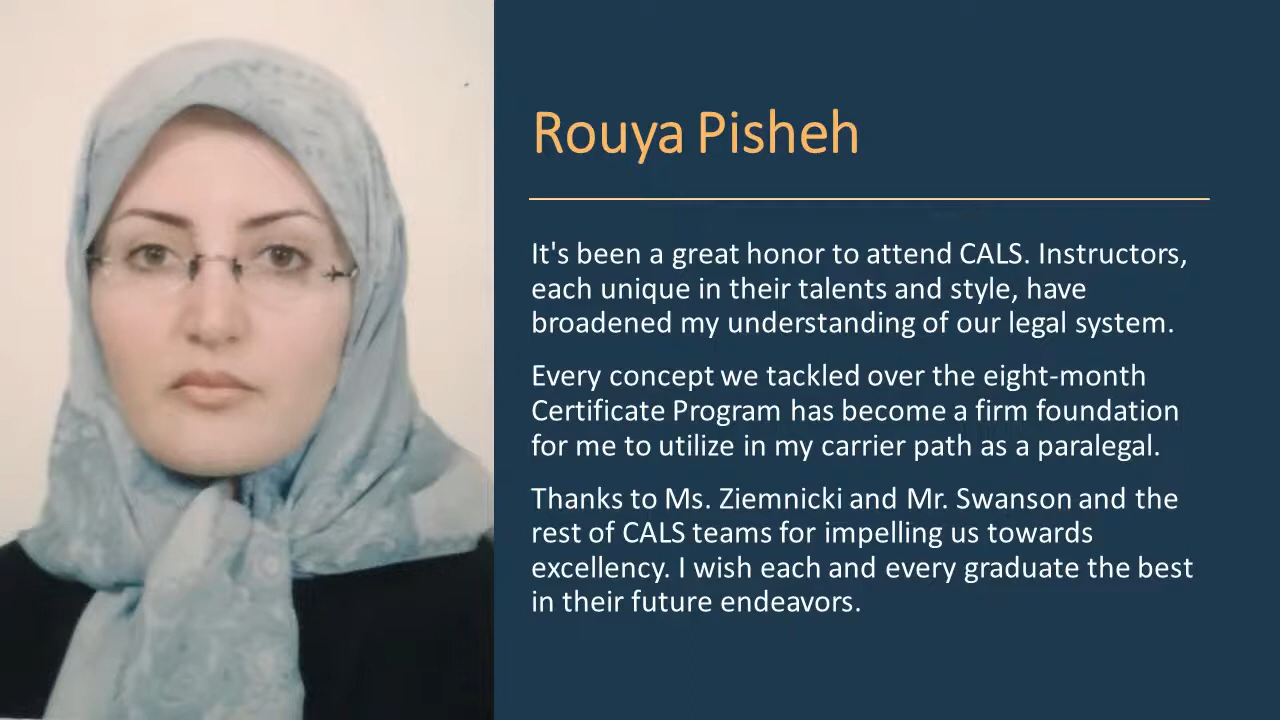 Rouya Pisheh
It's been a great honor to attend CALS. Instructors,
each unique in their talents and style, have
broadened my understanding of our legal system.
Every concept we tackled over the eight-month
Certificate Program has become a firm foundation
for me to utilize in my carrier path as a paralegal.
Thanks to Ms. Ziemnicki and Mr. Swanson and the
rest of CALS teams for impelling us towards
excellency. I wish each and every graduate the best
in their future endeavors.